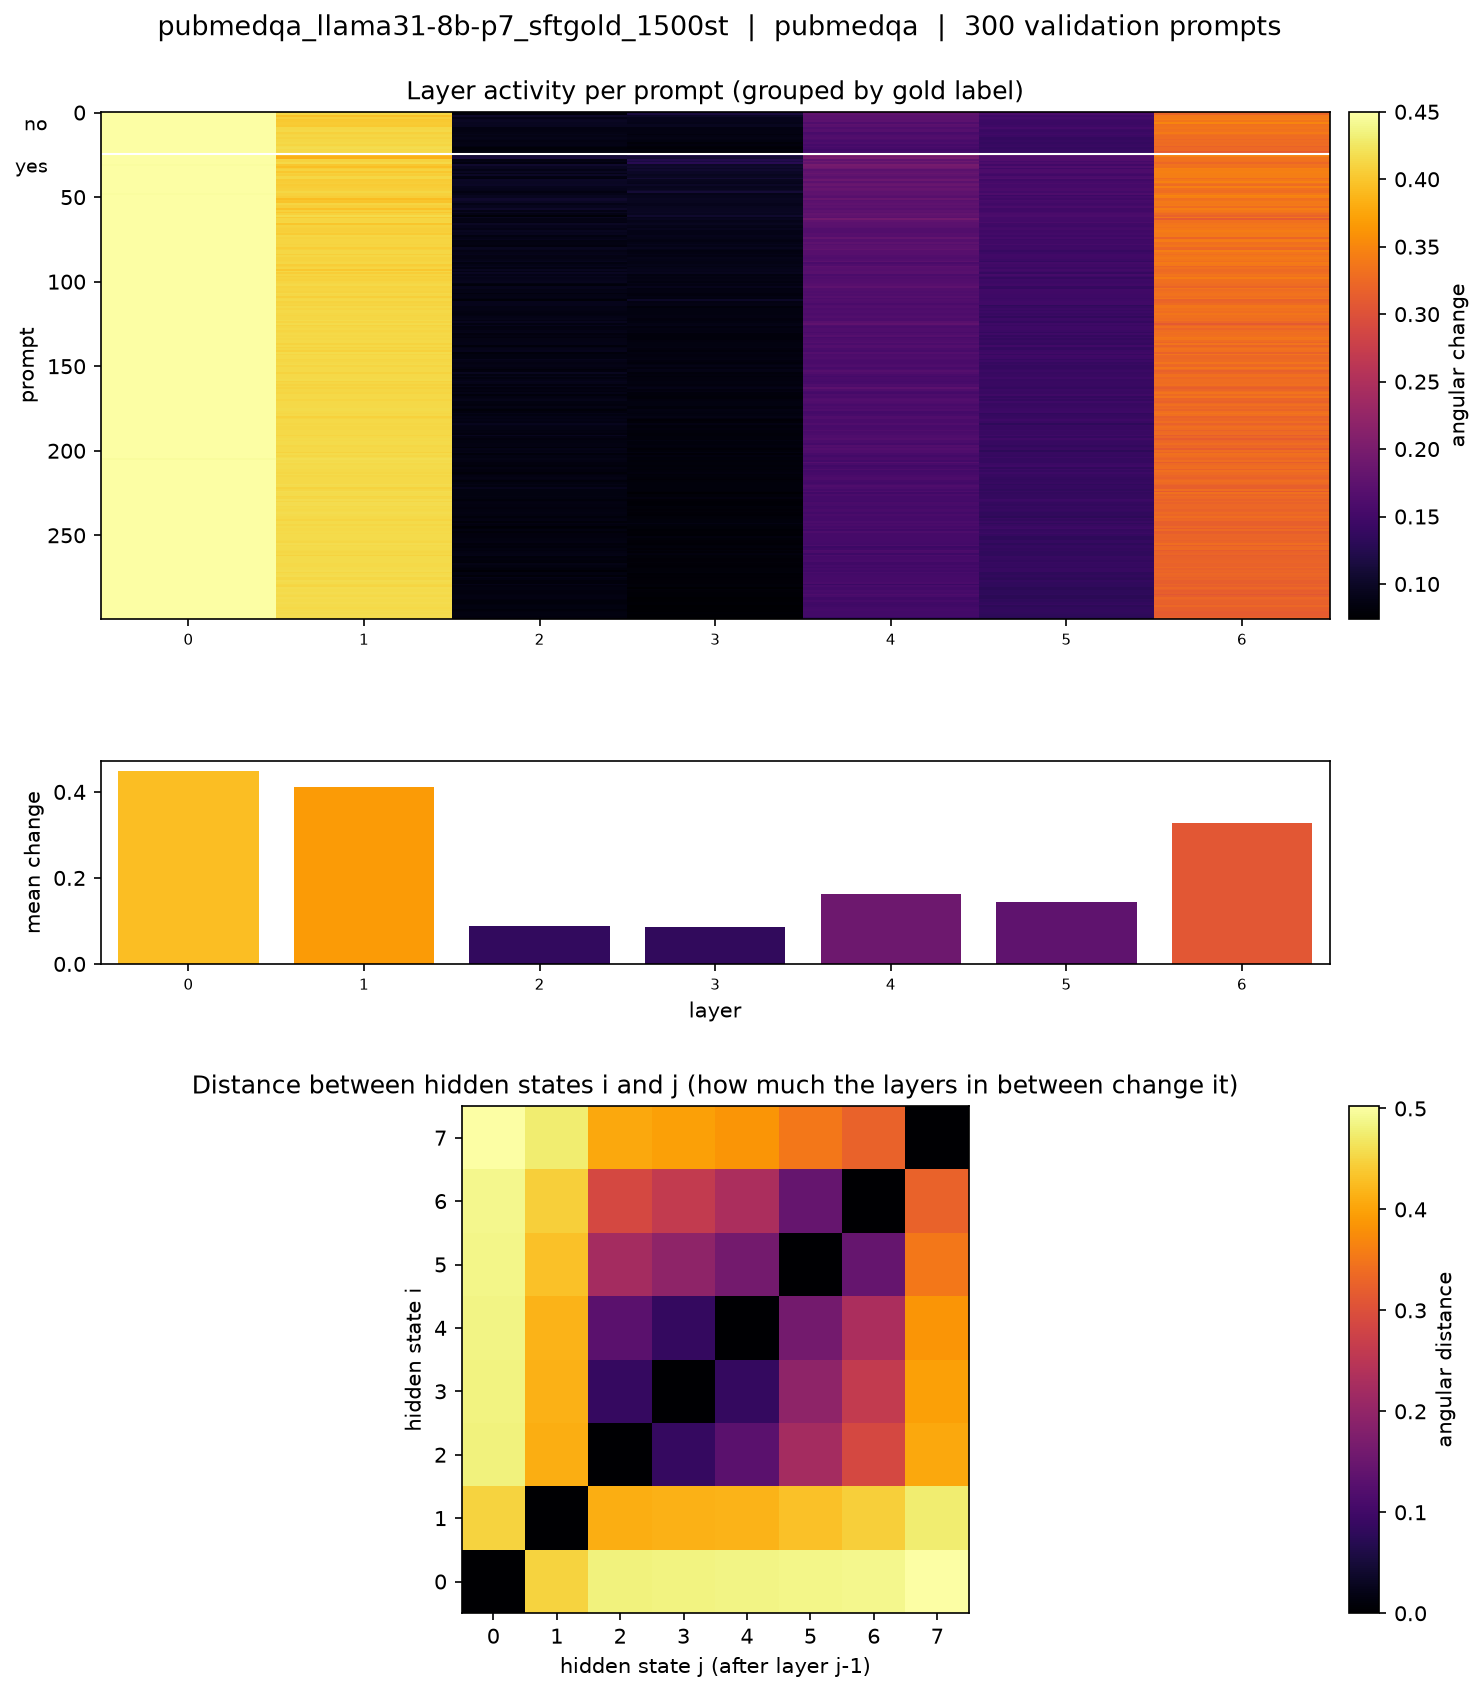 pubmedqa_llama31-8b-p7_sftgold_1500st | pubmedqa | 300 validation prompts
Layer activity per prompt (grouped by gold label)
no
yes
prompt
0
50
100
150
200
250
0 1 2 3 4 5 6
0.45
0.40
0.35
0.30
0.25
0.20
0.15
0.10
angular change
mean change
0.4
0.2
0.0
0 1 2 3 4 5 6
layer
Distance between hidden states i and j (how much the layers in between change it)
hidden state i
7
6
5
4
3
2
1
0
0 1 2 3 4 5 6 7
hidden state j (after layer j-1)
0.5
0.4
0.3
0.2
0.1
0.0
angular distance